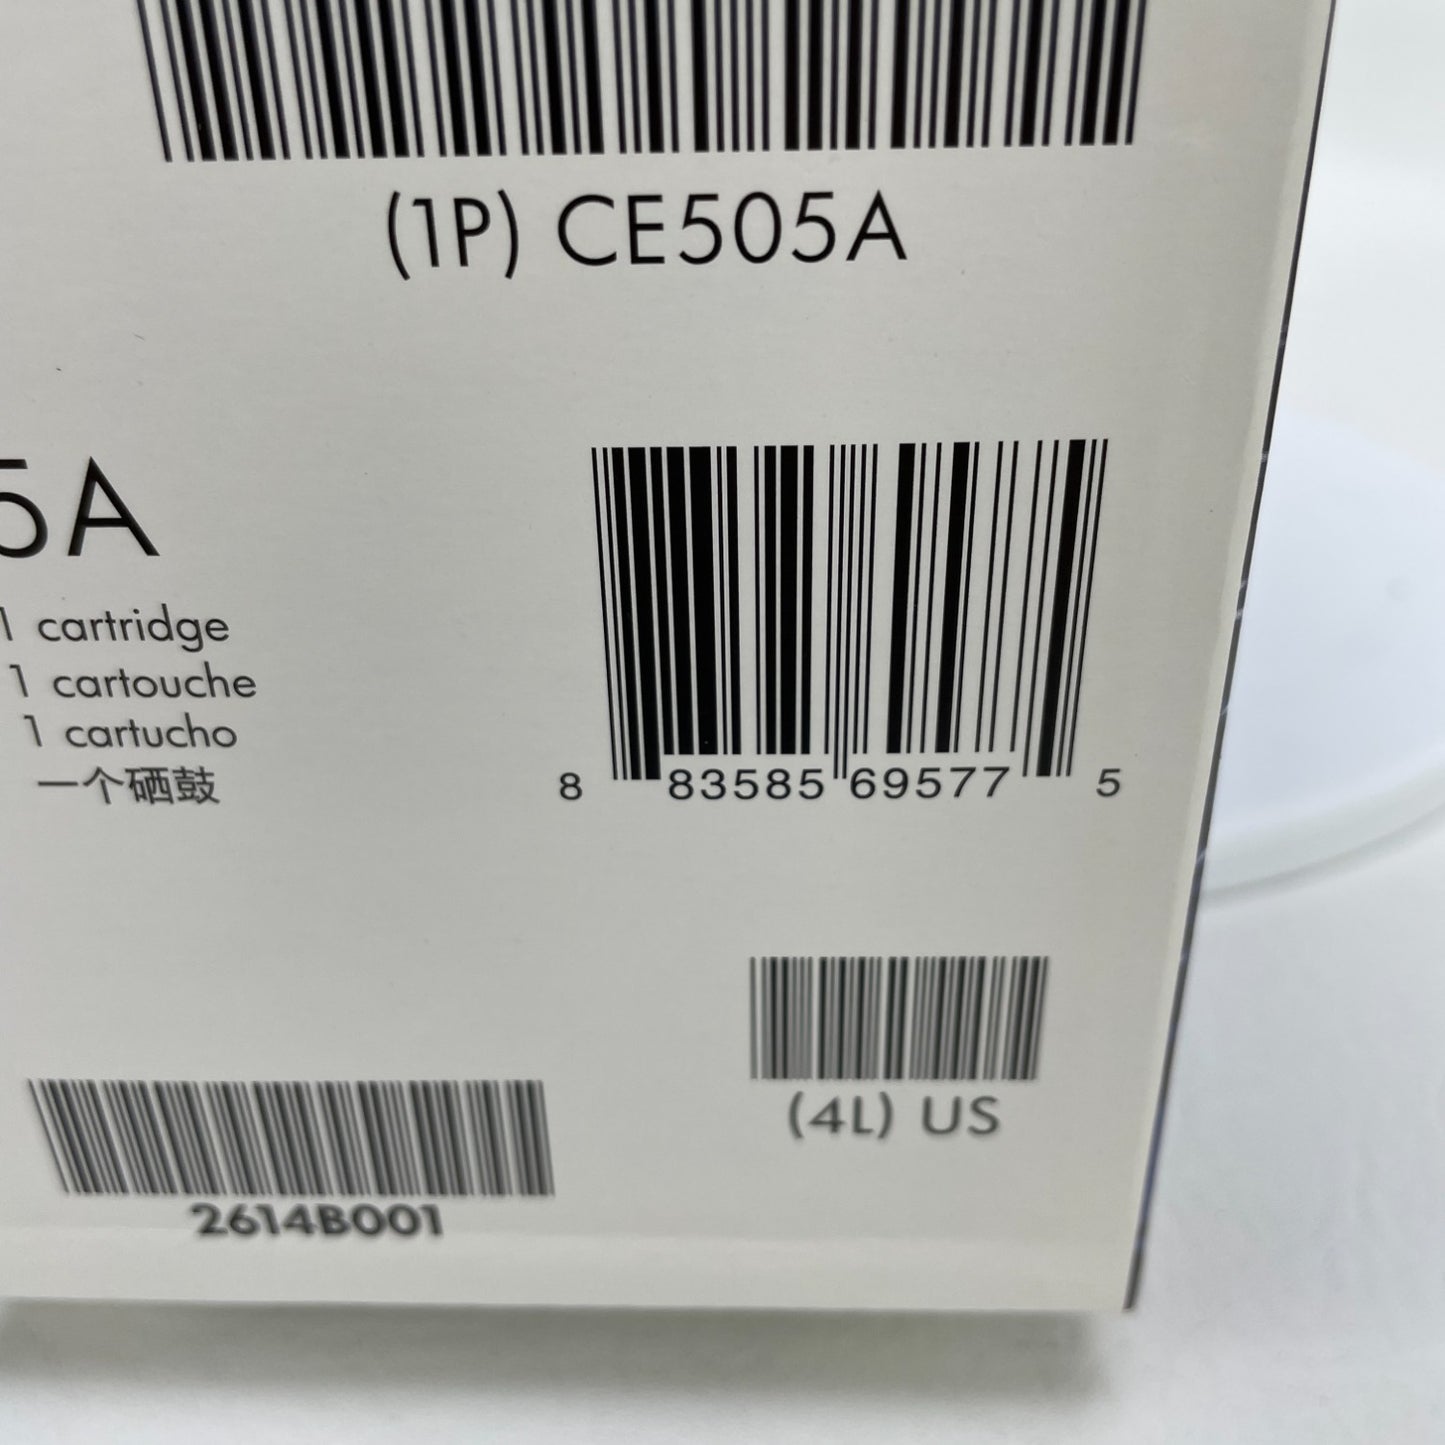 (1P) CE505A
5A
1 cartridge
1 cartouche
1 cartucho
一个硒鼓
8 83585 69577 5
(4L) US
2614B001